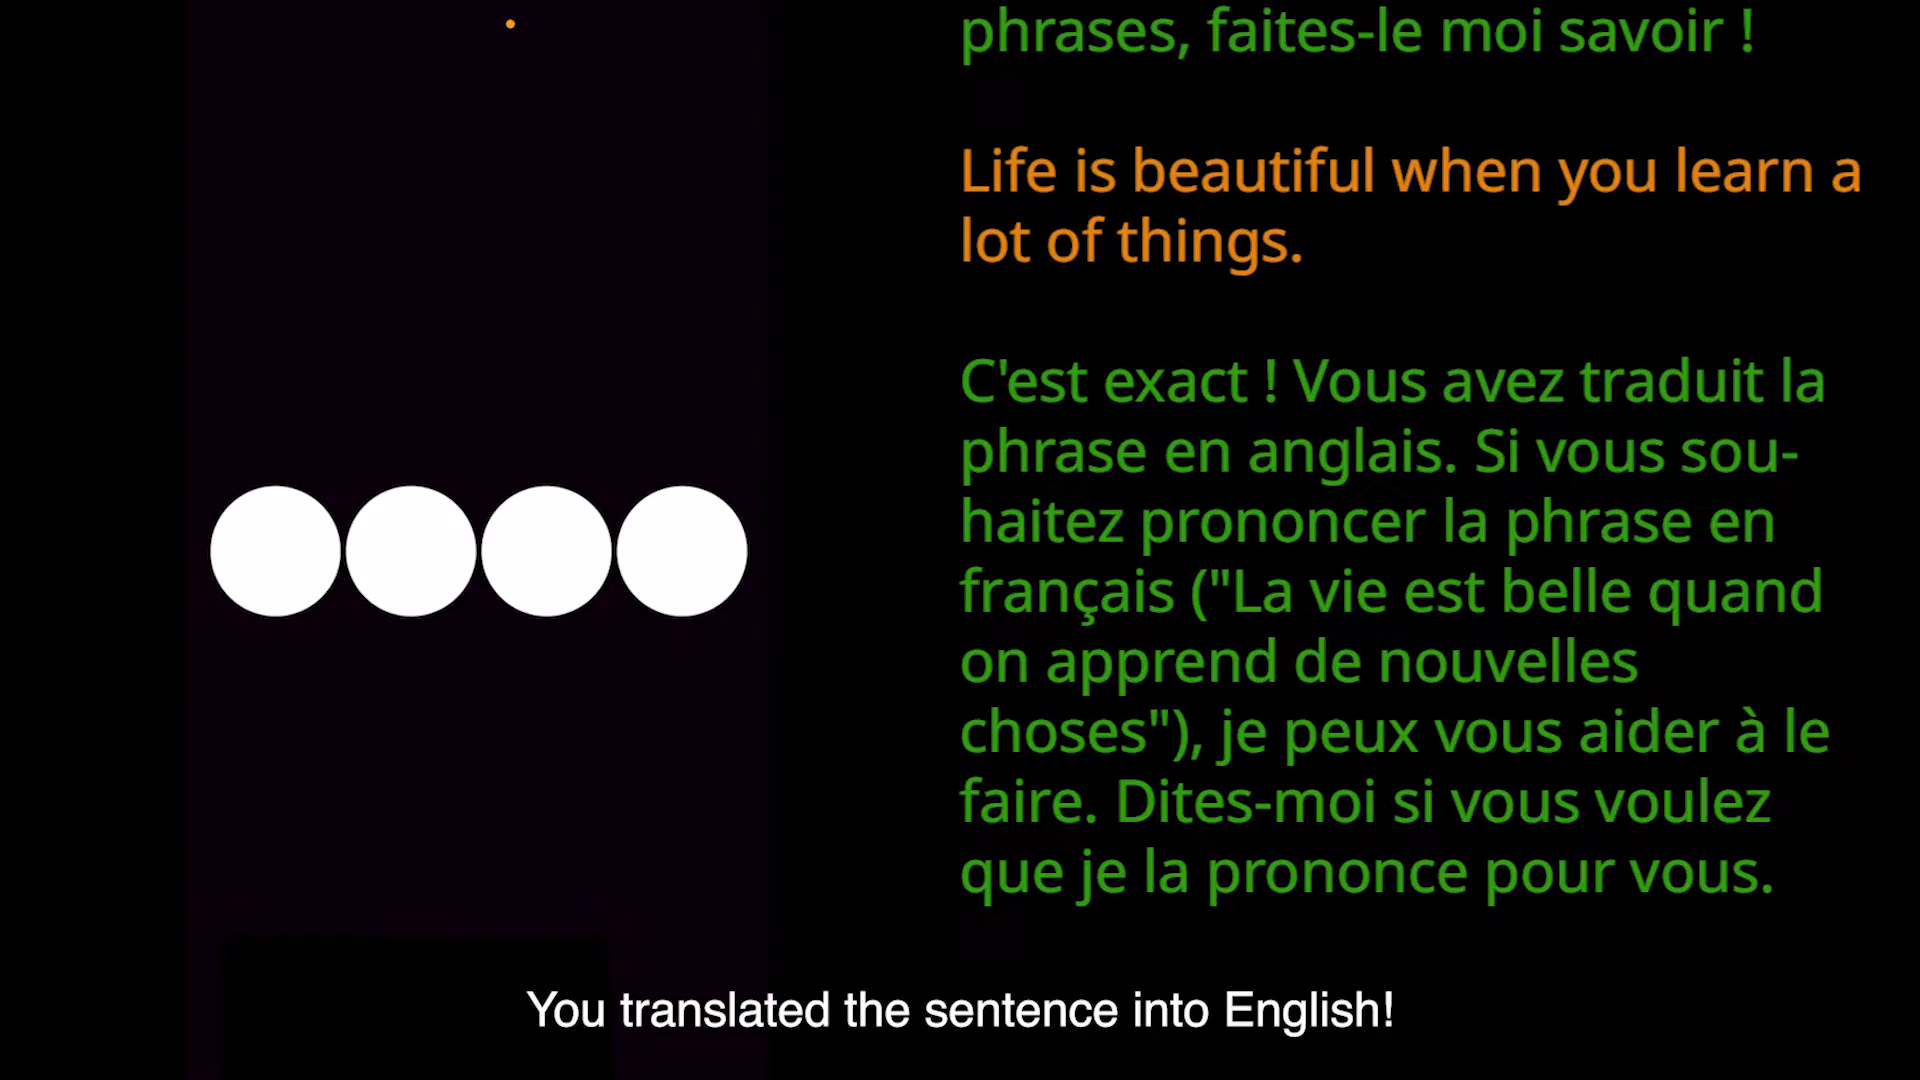 phrases, faites-le moi savoir !
Life is beautiful when you learn a
lot of things.
C'est exact ! Vous avez traduit la
phrase en anglais. Si vous sou-
haitez prononcer la phrase en
français ("La vie est belle quand
on apprend de nouvelles
choses"), je peux vous aider à le
faire. Dites-moi si vous voulez
que je la prononce pour vous.
You translated the sentence into English!